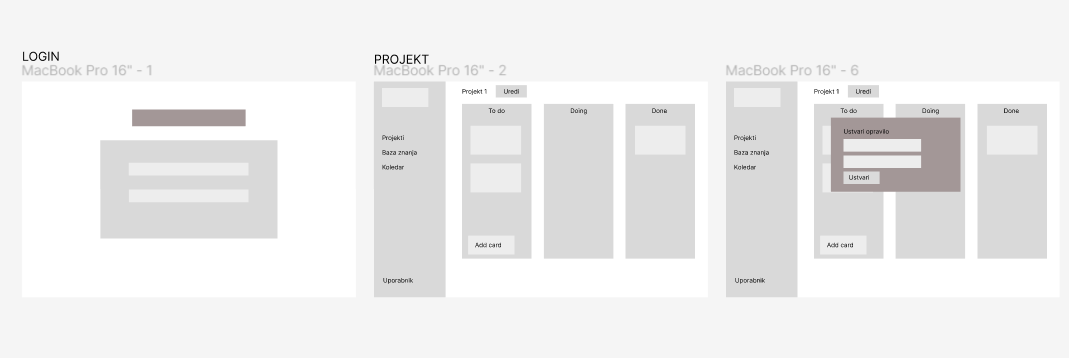 LOGIN
MacBook Pro 16" - 1
PROJEKT
MacBook Pro 16" - 2
Projekt 1
Uredi
To do
Doing
Done
Projekti
Baza znanja
Koledar
Add card
Uporabnik
MacBook Pro 16" - 6
Projekt 1
Uredi
To do
Doing
Done
Ustvari opravilo
Ustvari
Projekti
Baza znanja
Koledar
Add card
Uporabnik